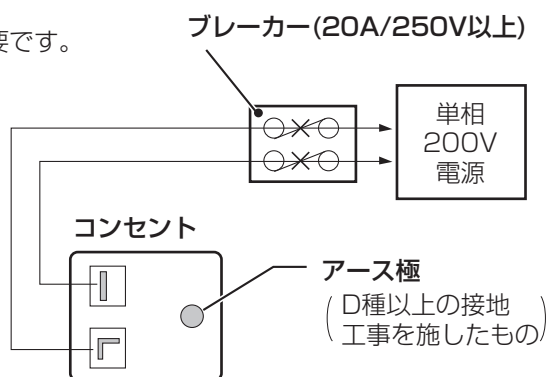 ブレーカー(20A/250V以上)
要です。
単相
200V
電源
コンセント
アース極
(D種以上の接地
工事を施したもの)